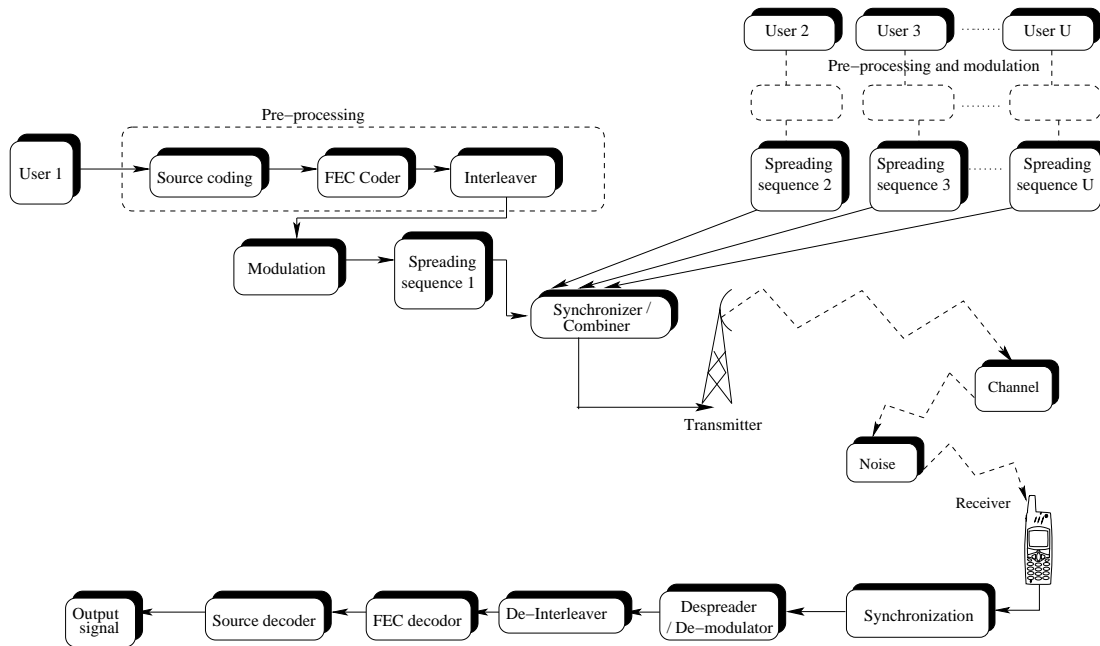 User 2
User 3
User U
Pre−processing and modulation
Pre−processing
User 1
Source coding
FEC Coder
Interleaver
Spreading
sequence 2
Spreading
sequence 3
Spreading
sequence U
Modulation
Spreading
sequence 1
Synchronizer /
Combiner
Transmitter
Channel
Noise
Receiver
Output
signal
Source decoder
FEC decodor
De−Interleaver
Despreader
/ De−modulator
Synchronization